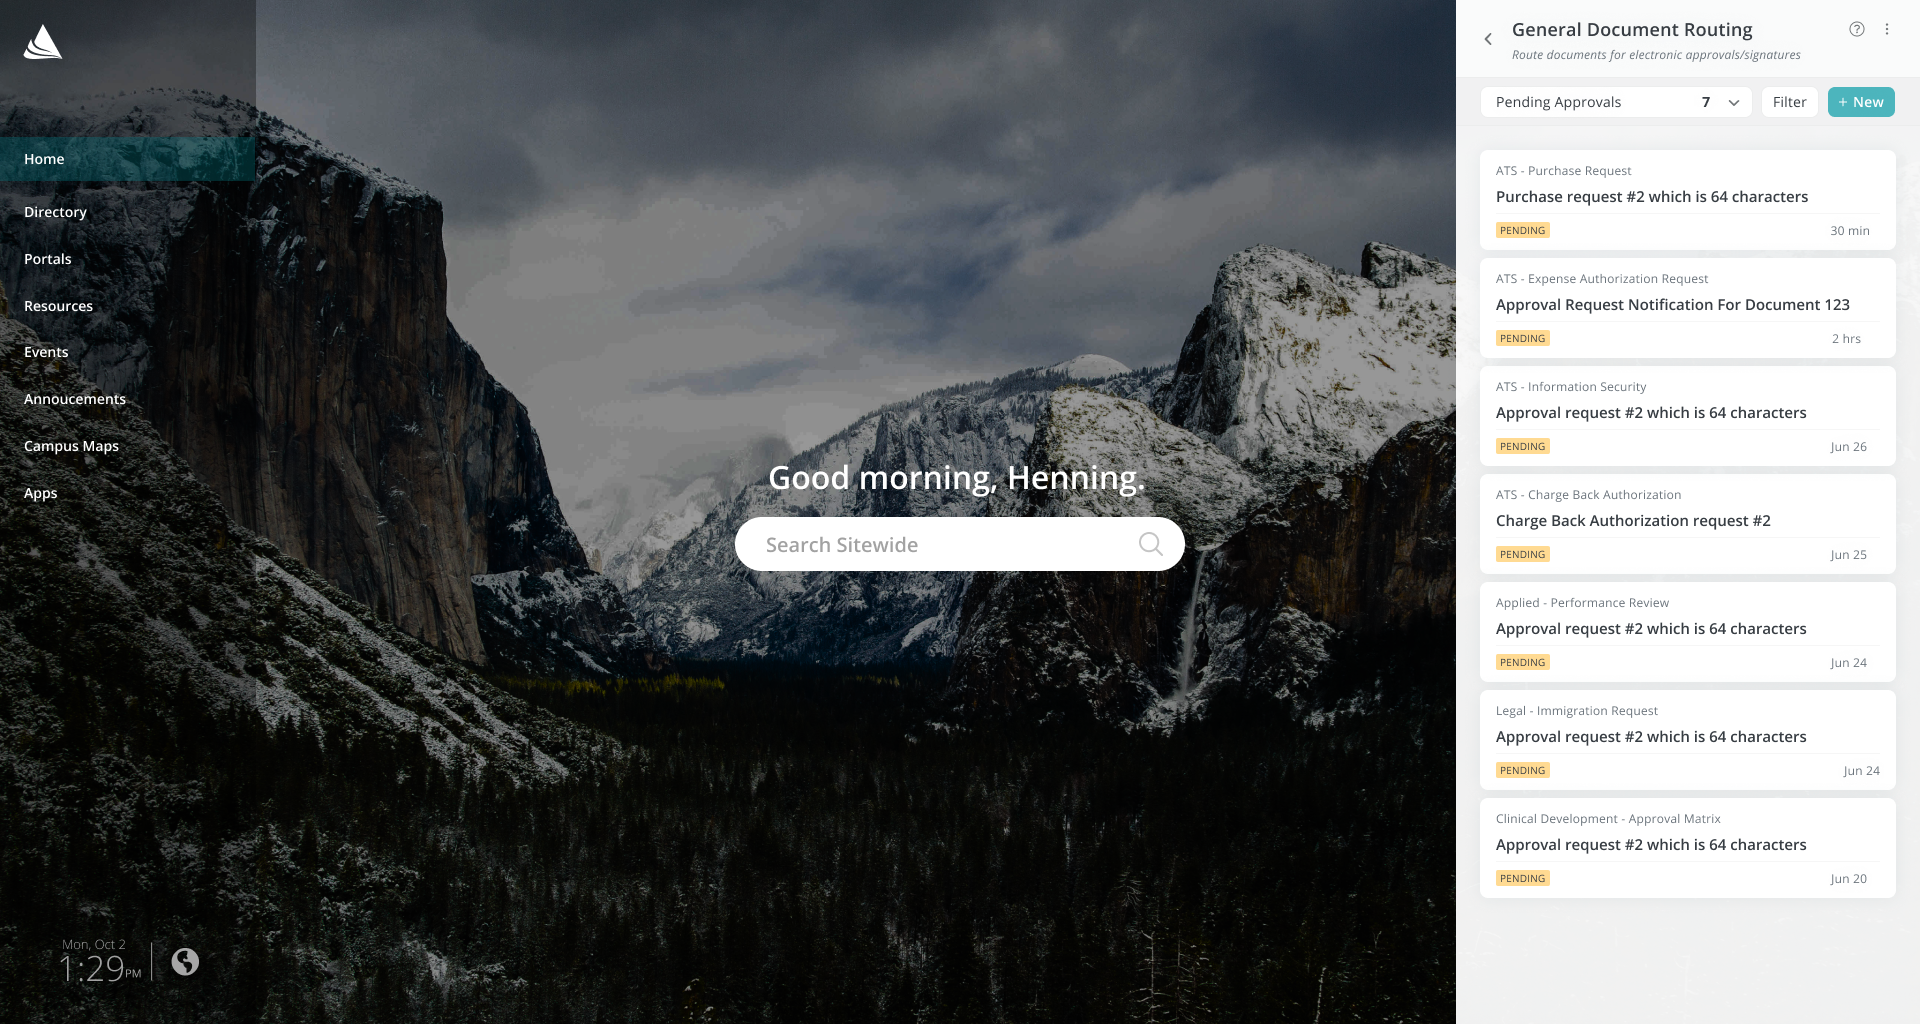 Home
Directory
Portals
Resources
Events
Annoucements
Campus Maps
Apps
Mon, Oct 2
1:29PM
Good morning, Henning.
Search Sitewide
General Document Routing
Route documents for electronic approvals/signatures
Pending Approvals 7
Filter
+ New
ATS - Purchase Request
Purchase request #2 which is 64 characters
PENDING 30 min
ATS - Expense Authorization Request
Approval Request Notification For Document 123
PENDING 2 hrs
ATS - Information Security
Approval request #2 which is 64 characters
PENDING Jun 26
ATS - Charge Back Authorization
Charge Back Authorization request #2
PENDING Jun 25
Applied - Performance Review
Approval request #2 which is 64 characters
PENDING Jun 24
Legal - Immigration Request
Approval request #2 which is 64 characters
PENDING Jun 24
Clinical Development - Approval Matrix
Approval request #2 which is 64 characters
PENDING Jun 20